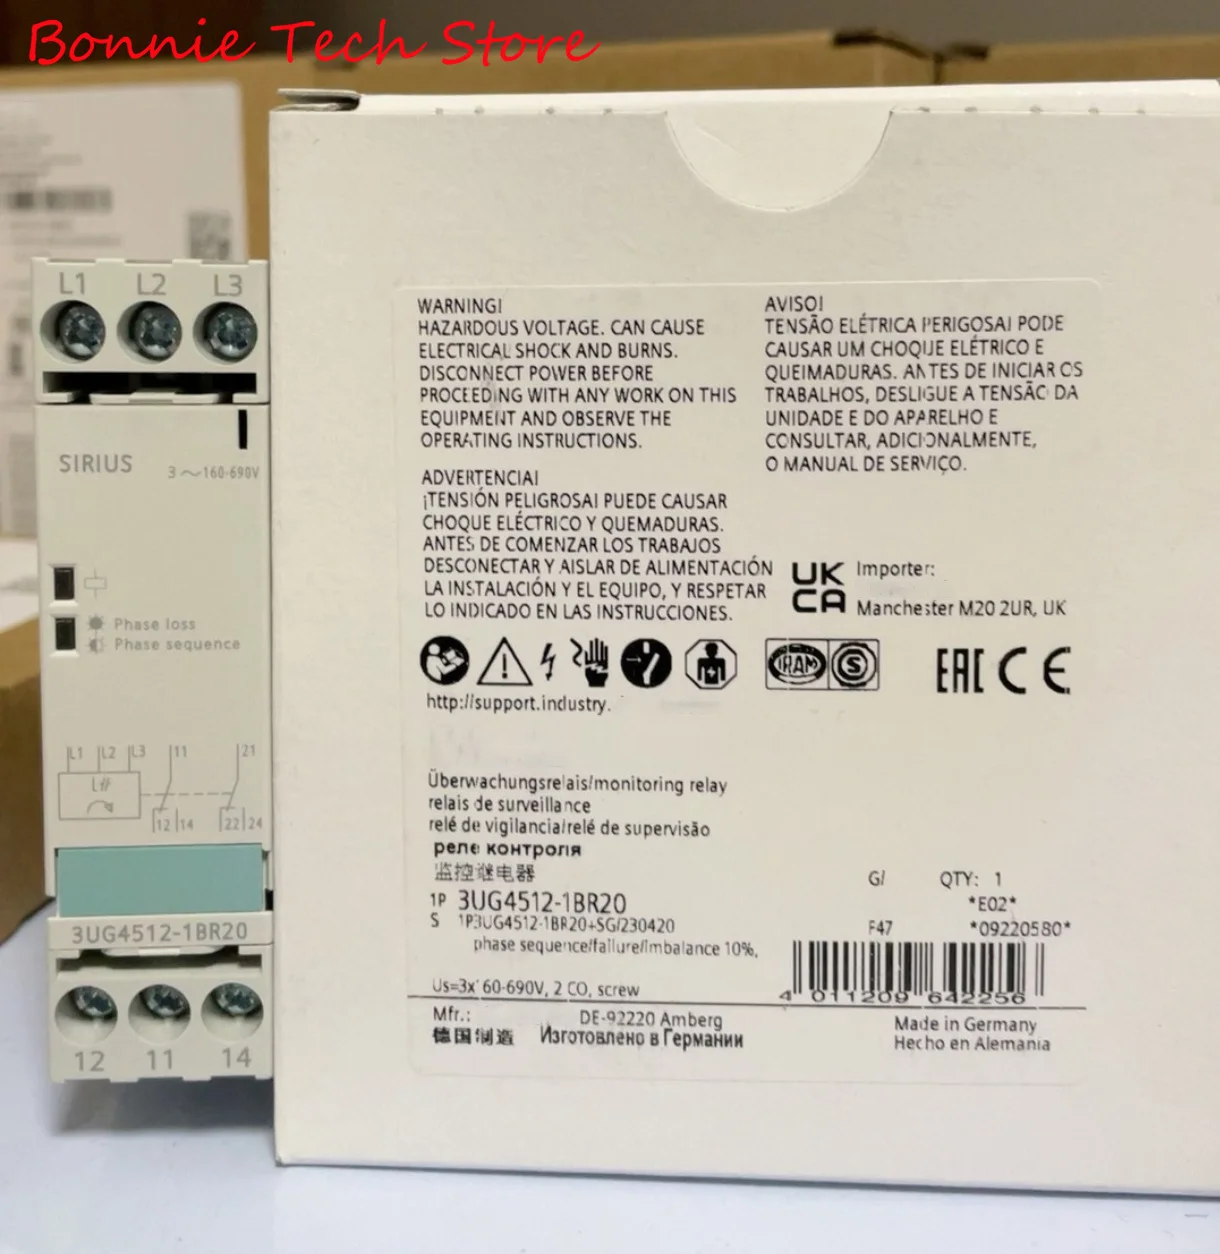 Bonnie Tech Store
L1 L2 L3
SIRIUS
3~160-690V
Phase loss
Phase sequence
L1 L2 L3 11 21
12 14 22 24
3UG4512-1BR20
12 11 14
WARNING!
HAZARDOUS VOLTAGE. CAN CAUSE
ELECTRICAL SHOCK AND BURNS.
DISCONNECT POWER BEFORE
PROCEEDING WITH ANY WORK ON THIS
EQUIPMENT AND OBSERVE THE
OPERATING INSTRUCTIONS.
AVISO!
TENSÃO ELÉTRICA PERIGOSA! PODE
CAUSAR UM CHOQUE ELÉTRICO E
QUEIMADURAS. ANTES DE INICIAR OS
TRABALHOS, DESLIGUE A TENSÃO DA
UNIDADE E DO APARELHO E
CONSULTAR, ADICIONALMENTE,
O MANUAL DE SERVIÇO.
ADVERTENCIA!
¡TENSIÓN PELIGROSA! PUEDE CAUSAR
CHOQUE ELÉCTRICO Y QUEMADURAS.
ANTES DE COMENZAR LOS TRABAJOS
DESCONECTAR Y AISLAR DE ALIMENTACIÓN
LA INSTALACIÓN Y EL EQUIPO, Y RESPETAR
LO INDICADO EN LAS INSTRUCCIONES.
UK
CA
Importer:
Manchester M20 2UR, UK
IRAM S
EAC CE
http://support.industry.
Überwachungsrelais/monitoring relay
relais de surveillance
relé de vigilancia/relé de supervisão
реле контроля
监控继电器
1P 3UG4512-1BR20
S 1P3UG4512-1BR20+SG/230420
phase sequence/failure/imbalance 10%,
Us=3x160-690V, 2 CO, screw
G/ QTY: 1
*E02*
F47 *09220580*
4 011209 642256
Mfr.: DE-92220 Amberg
德国制造 Изготовлено в Германии
Made in Germany
Hecho en Alemania